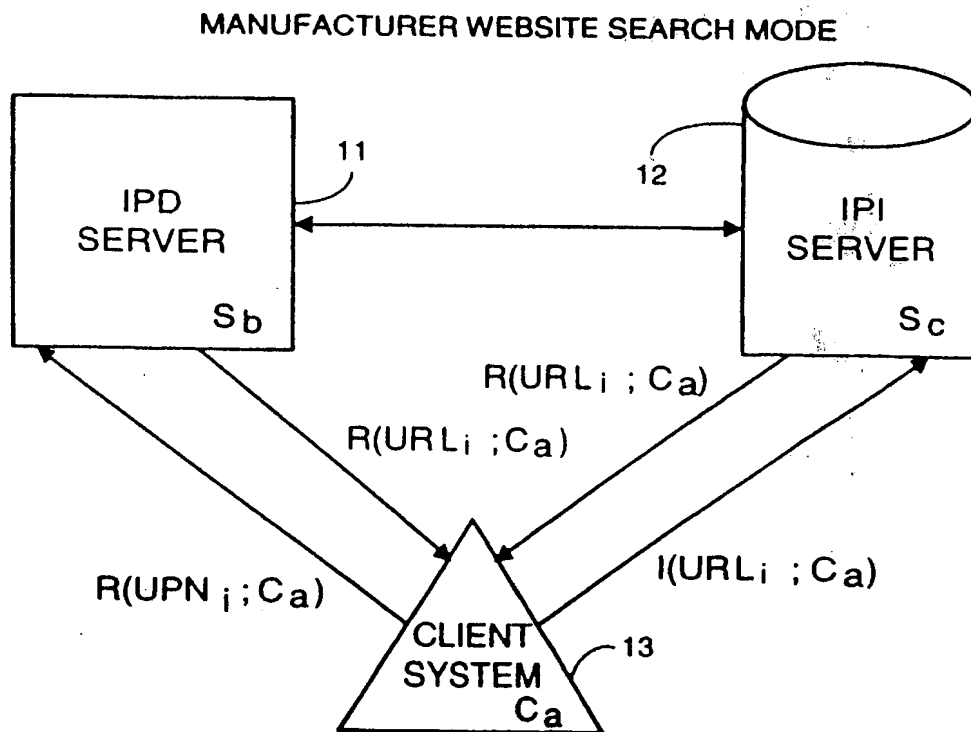 MANUFACTURER WEBSITE SEARCH MODE
11
12
IPD
SERVER
Sb
IPI
SERVER
Sc
R(URLi ; Ca)
R(URLi ; Ca)
R(UPNi ; Ca)
I(URLi ; Ca)
CLIENT
SYSTEM
Ca
13